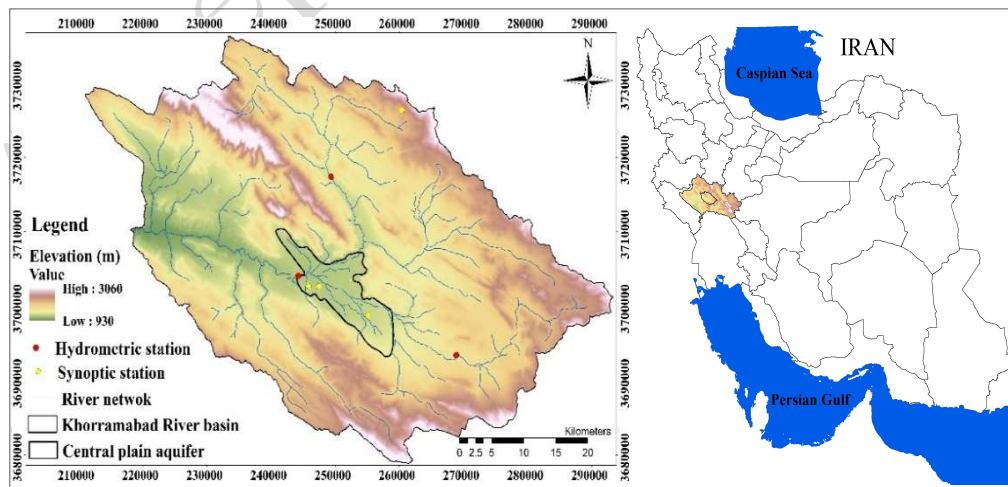 210000 220000 230000 240000 250000 260000 270000 280000 290000
IRAN
Caspian Sea
N
3730000 3730000
3720000 3720000
3710000 3710000
3700000 3700000
3690000 3690000
3680000 3680000
Legend
Elevation (m)
Value
High : 3060
Low : 930
Hydrometric station
Synoptic station
River netwok
Khorramabad River basin
Central plain aquifer
Kilometers
0 2.5 5 10 15 20
210000 220000 230000 240000 250000 260000 270000 280000 290000
Persian Gulf